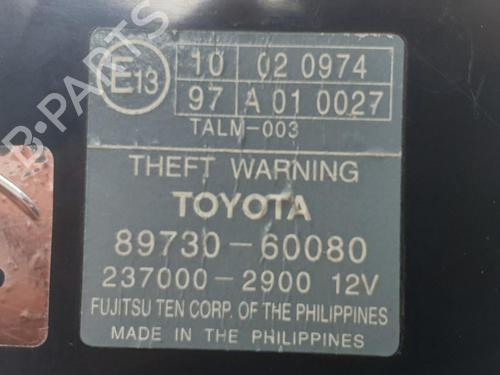 E13
10 02 0974
97 A 01 0027
TALM-003
THEFT WARNING
TOYOTA
89730-60080
237000-2900 12V
FUJITSU TEN CORP. OF THE PHILIPPINES
MADE IN THE PHILIPPINES
B-PARTS